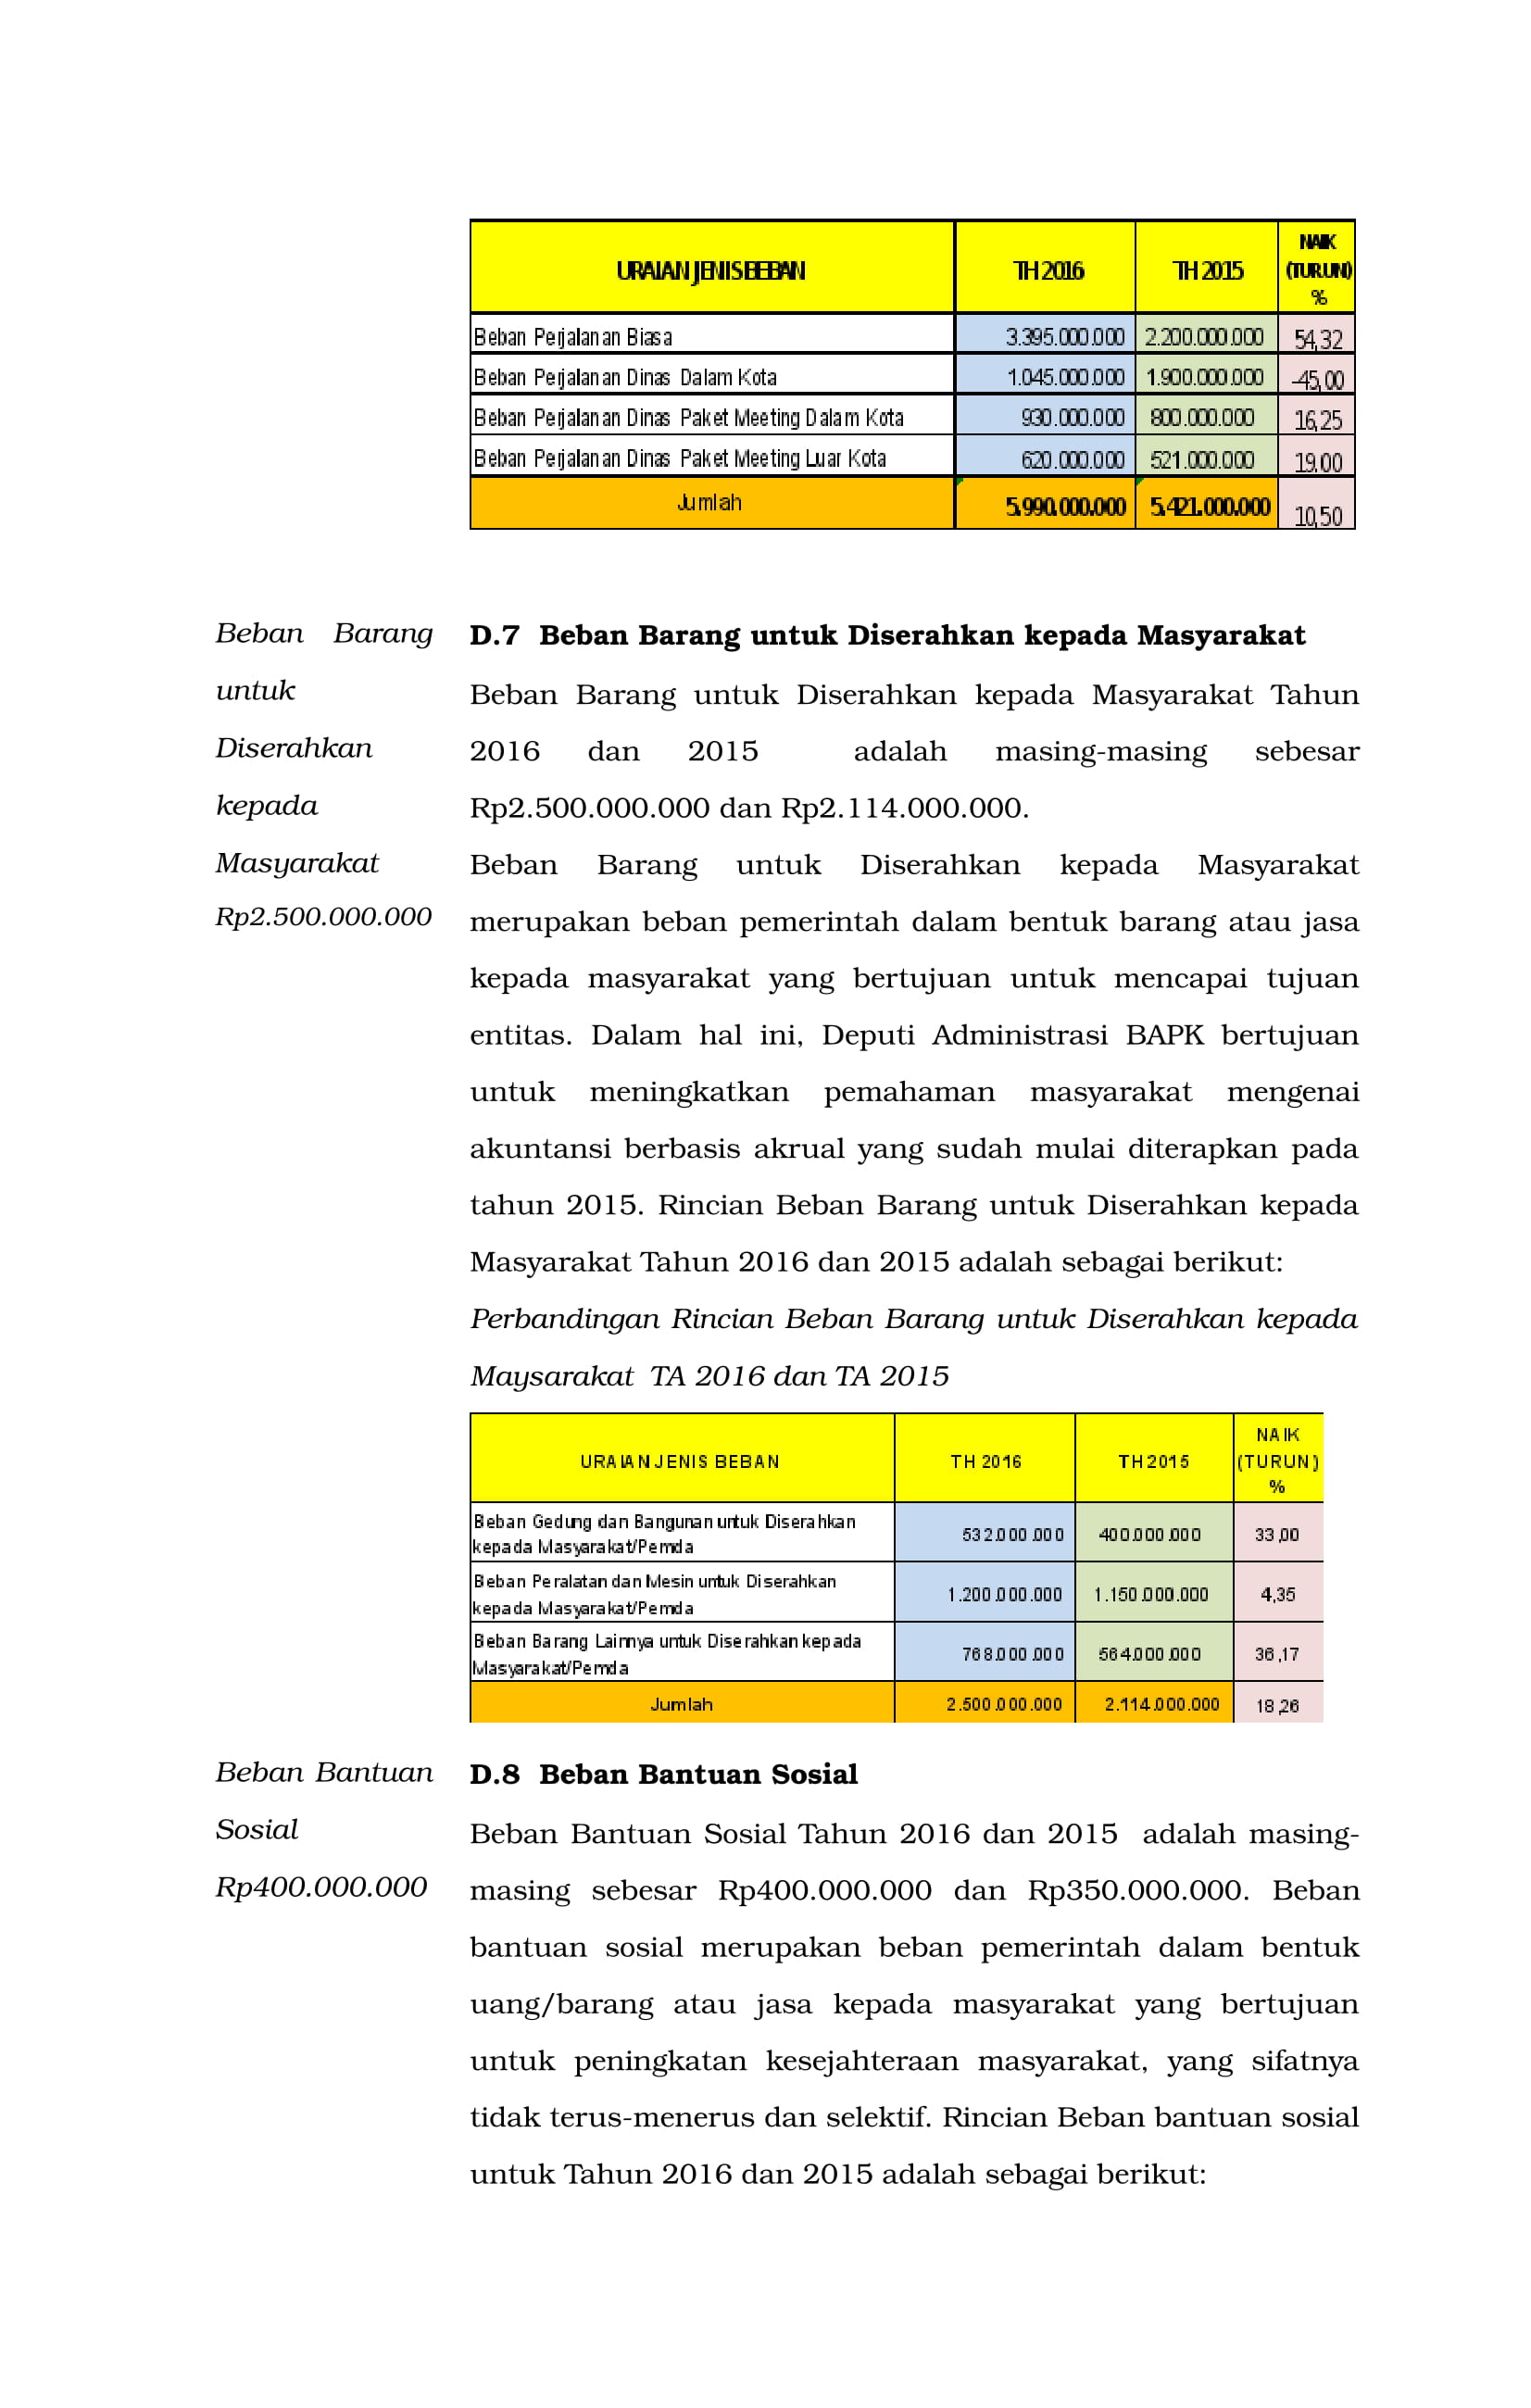 URAIAN JENIS BEBAN TH 2016 TH 2015 NAIK (TURUN) %
Beban Perjalanan Biasa 3.395.000.000 2.200.000.000 54,32
Beban Perjalanan Dinas Dalam Kota 1.045.000.000 1.900.000.000 -45,00
Beban Perjalanan Dinas Paket Meeting Dalam Kota 930.000.000 800.000.000 16,25
Beban Perjalanan Dinas Paket Meeting Luar Kota 620.000.000 521.000.000 19,00
Jumlah 5.990.000.000 5.421.000.000 10,50
Beban Barang
untuk
Diserahkan
kepada
Masyarakat
Rp2.500.000.000
D.7 Beban Barang untuk Diserahkan kepada Masyarakat
Beban Barang untuk Diserahkan kepada Masyarakat Tahun
2016 dan 2015 adalah masing-masing sebesar
Rp2.500.000.000 dan Rp2.114.000.000.
Beban Barang untuk Diserahkan kepada Masyarakat
merupakan beban pemerintah dalam bentuk barang atau jasa
kepada masyarakat yang bertujuan untuk mencapai tujuan
entitas. Dalam hal ini, Deputi Administrasi BAPK bertujuan
untuk meningkatkan pemahaman masyarakat mengenai
akuntansi berbasis akrual yang sudah mulai diterapkan pada
tahun 2015. Rincian Beban Barang untuk Diserahkan kepada
Masyarakat Tahun 2016 dan 2015 adalah sebagai berikut:
Perbandingan Rincian Beban Barang untuk Diserahkan kepada
Maysarakat TA 2016 dan TA 2015
URAIAN JENIS BEBAN TH 2016 TH 2015 NAIK (TURUN) %
Beban Gedung dan Bangunan untuk Diserahkan
kepada Masyarakat/Pemda 532.000.000 400.000.000 33,00
Beban Peralatan dan Mesin untuk Diserahkan
kepada Masyarakat/Pemda 1.200.000.000 1.150.000.000 4,35
Beban Barang Lainnya untuk Diserahkan kepada
Masyarakat/Pemda 768.000.000 564.000.000 36,17
Jumlah 2.500.000.000 2.114.000.000 18,26
Beban Bantuan
Sosial
Rp400.000.000
D.8 Beban Bantuan Sosial
Beban Bantuan Sosial Tahun 2016 dan 2015 adalah masing-
masing sebesar Rp400.000.000 dan Rp350.000.000. Beban
bantuan sosial merupakan beban pemerintah dalam bentuk
uang/barang atau jasa kepada masyarakat yang bertujuan
untuk peningkatan kesejahteraan masyarakat, yang sifatnya
tidak terus-menerus dan selektif. Rincian Beban bantuan sosial
untuk Tahun 2016 dan 2015 adalah sebagai berikut: